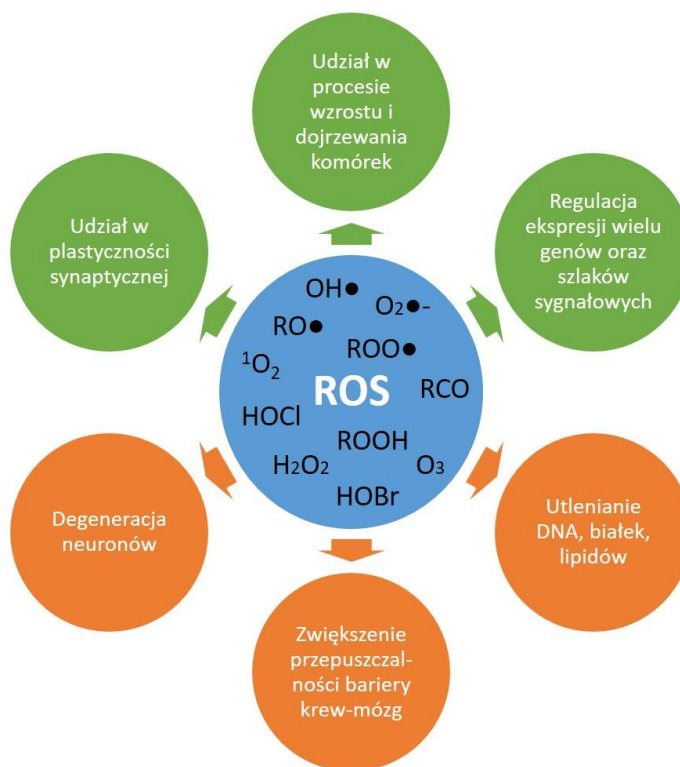 Udział w
procesie
wzrostu i
dojrzewania
komórek
Udział w
plastyczności
synaptycznej
Regulacja
ekspresji wielu
genów oraz
szlaków
sygnałowych
OH●
O₂●-
RO●
ROO●
¹O₂
ROS
RCO
HOCl
ROOH
H₂O₂
O₃
HOBr
Degeneracja
neuronów
Utlenianie
DNA, białek,
lipidów
Zwiększenie
przepuszczal-
ności bariery
krew-mózg